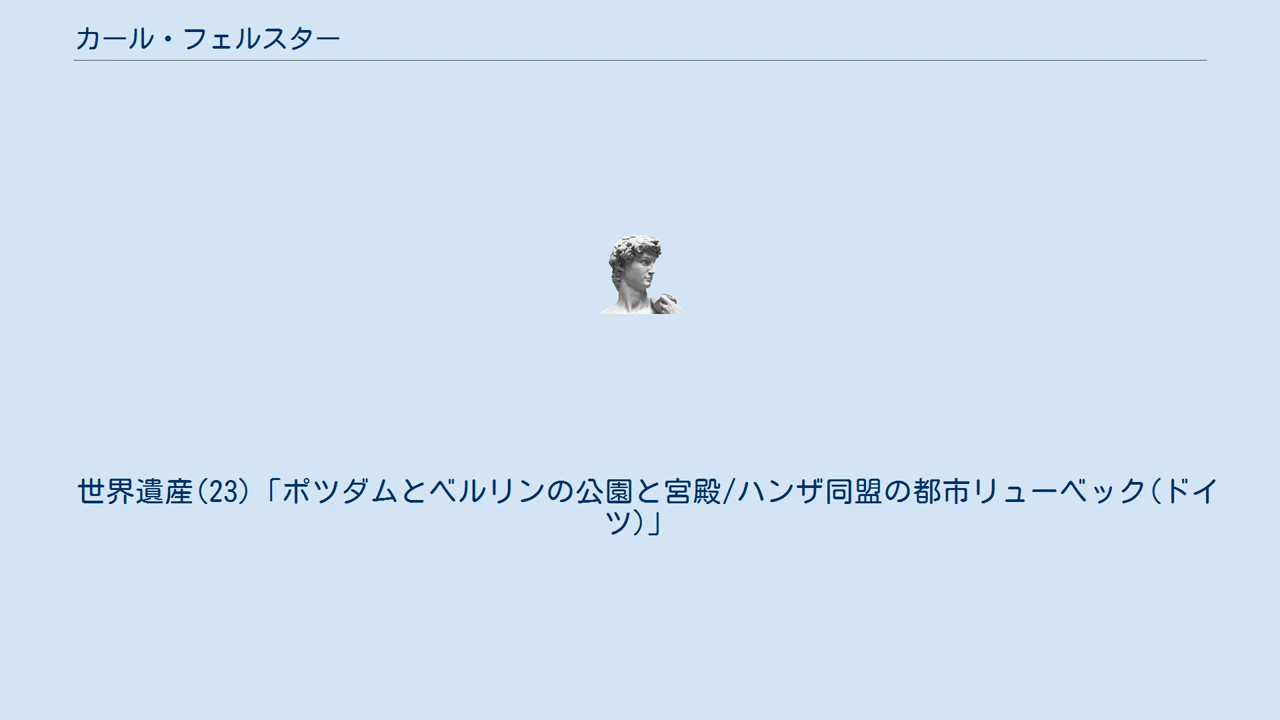 カール・フェルスター
世界遺産(23)「ポツダムとベルリンの公園と宮殿/ハンザ同盟の都市リューベック(ドイ
ツ)」